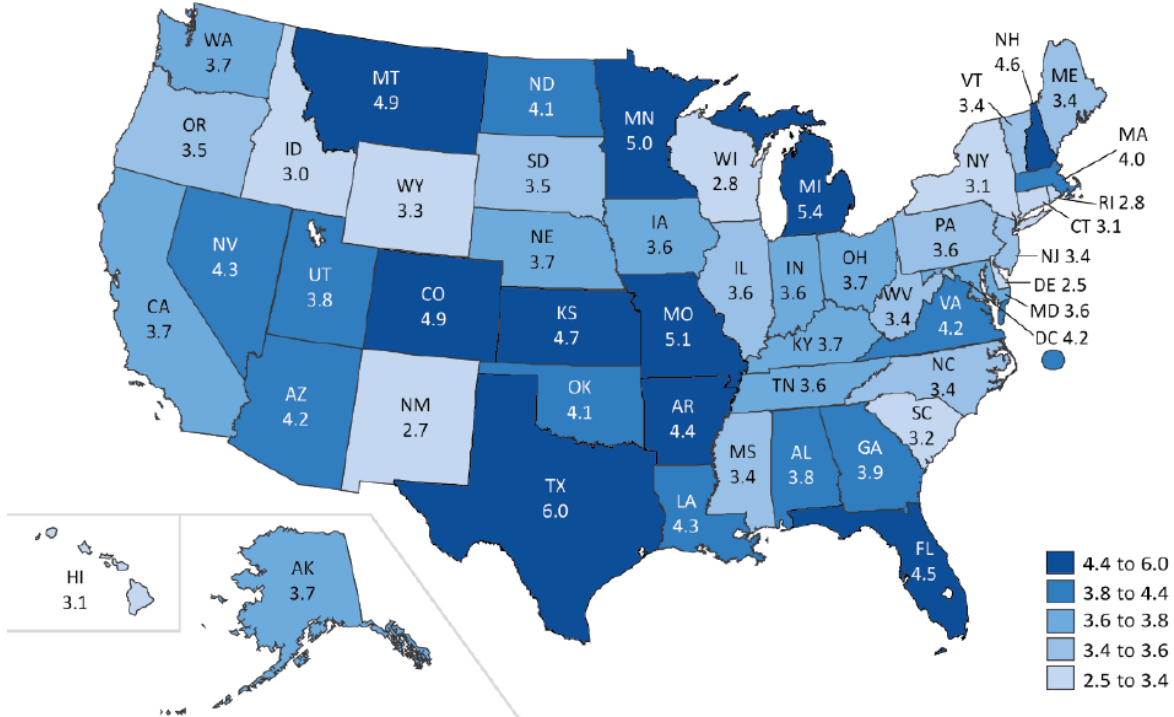 WA
3.7
MT
4.9
ND
4.1
MN
5.0
NH
4.6
VT
3.4
ME
3.4
MA
4.0
OR
3.5
ID
3.0
WY
3.3
SD
3.5
WI
2.8
MI
5.4
NY
3.1
RI 2.8
CT 3.1
NV
4.3
UT
3.8
CO
4.9
NE
3.7
IA
3.6
IL
3.6
IN
3.6
OH
3.7
PA
3.6
NJ 3.4
DE 2.5
MD 3.6
DC 4.2
CA
3.7
KS
4.7
MO
5.1
KY 3.7
WV
3.4
VA
4.2
AZ
4.2
NM
2.7
OK
4.1
AR
4.4
TN 3.6
NC
3.4
SC
3.2
TX
6.0
LA
4.3
MS
3.4
AL
3.8
GA
3.9
FL
4.5
HI
3.1
AK
3.7
4.4 to 6.0
3.8 to 4.4
3.6 to 3.8
3.4 to 3.6
2.5 to 3.4